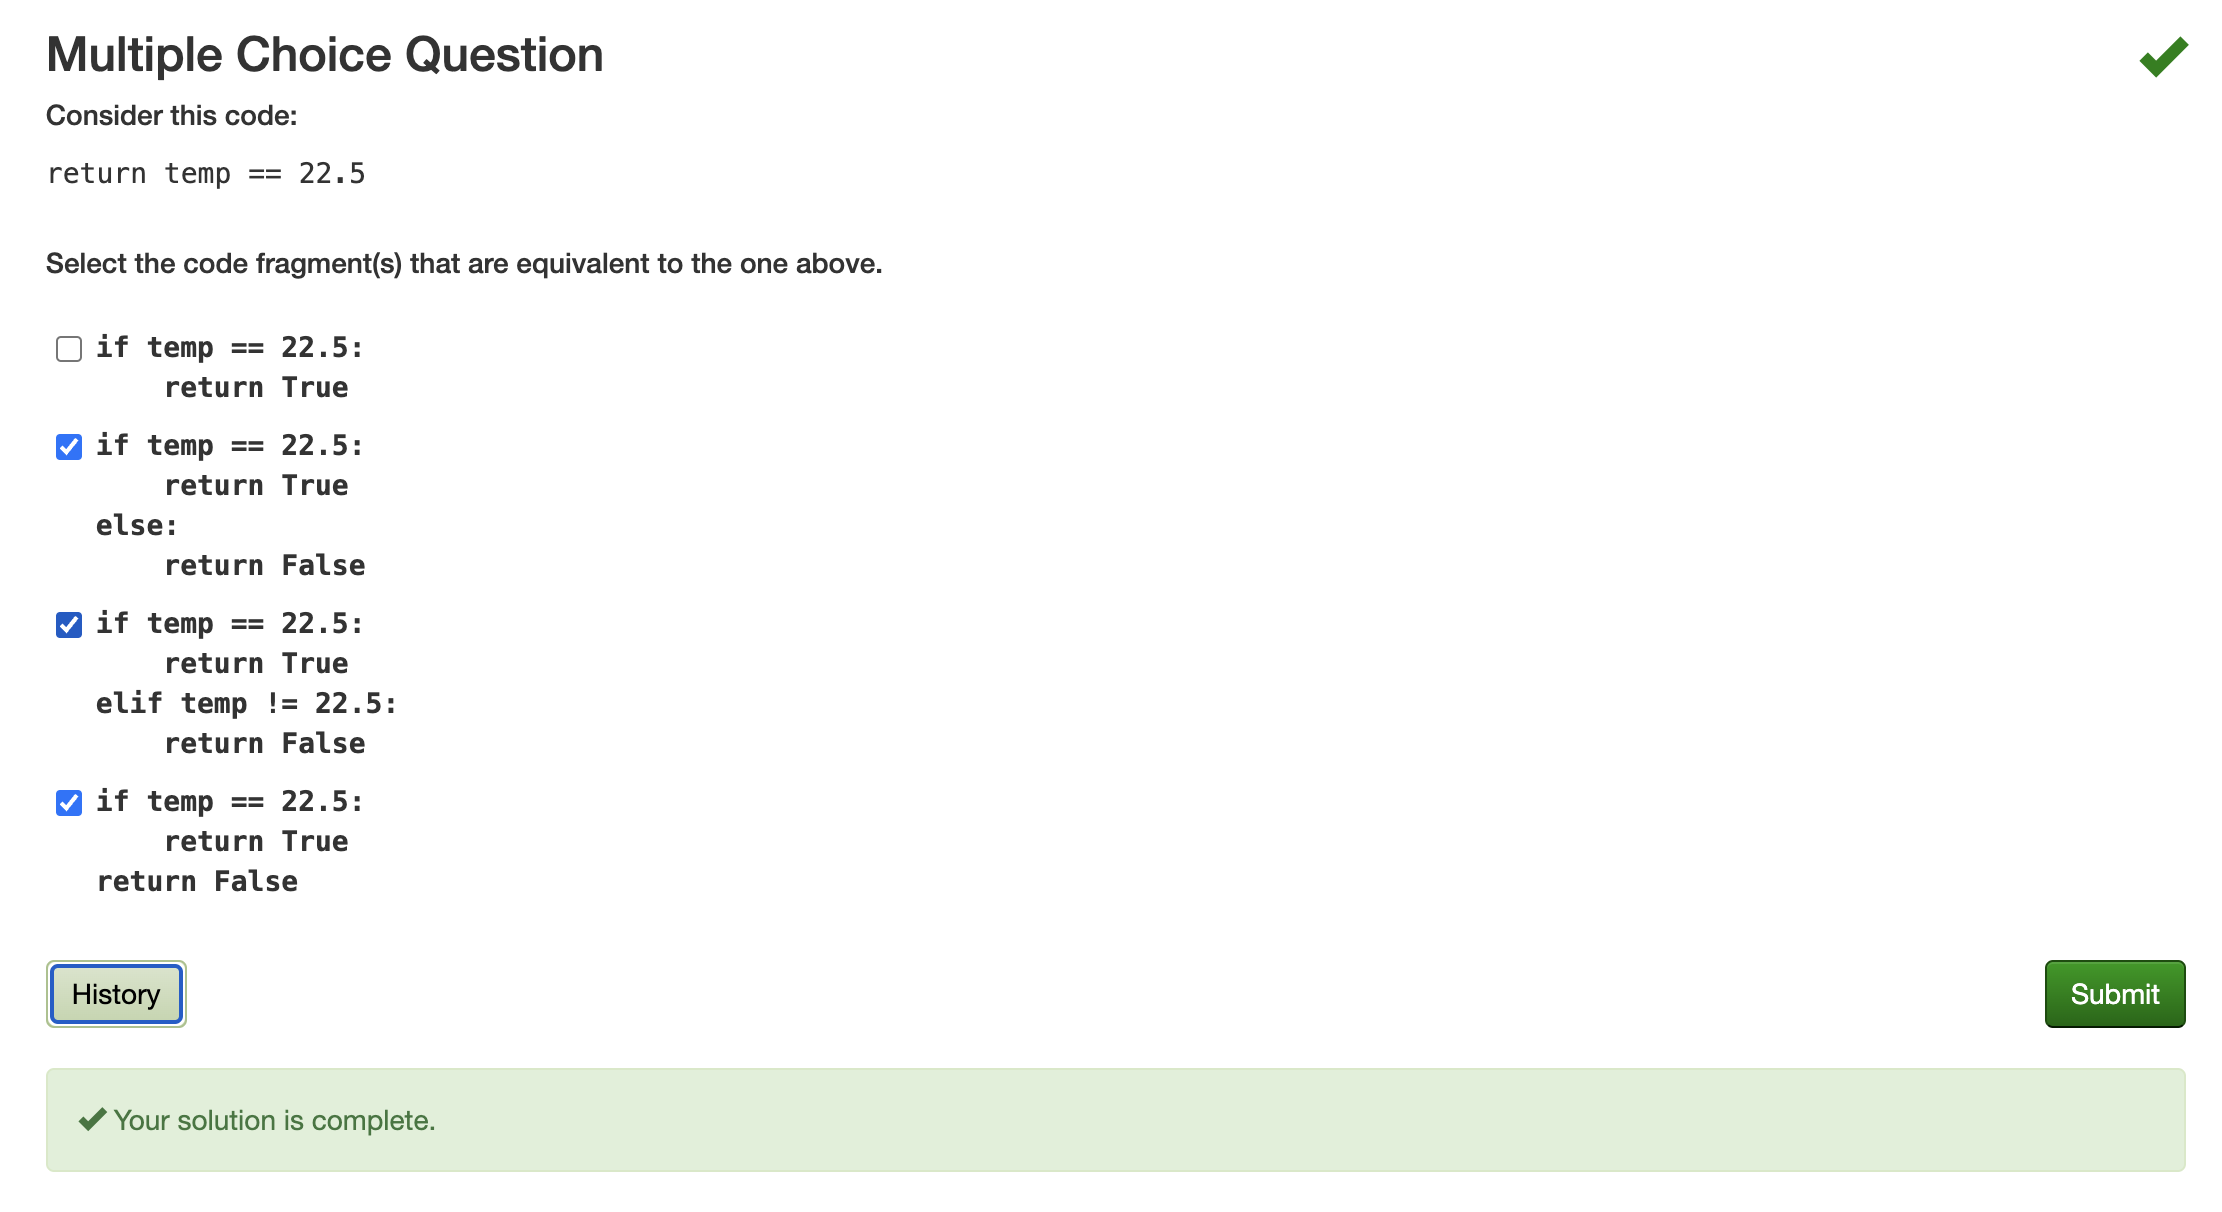 Multiple Choice Question
Consider this code:
return temp == 22.5
Select the code fragment(s) that are equivalent to the one above.
if temp == 22.5:
    return True
if temp == 22.5:
    return True
else:
    return False
if temp == 22.5:
    return True
elif temp != 22.5:
    return False
if temp == 22.5:
    return True
return False
History
Submit
Your solution is complete.